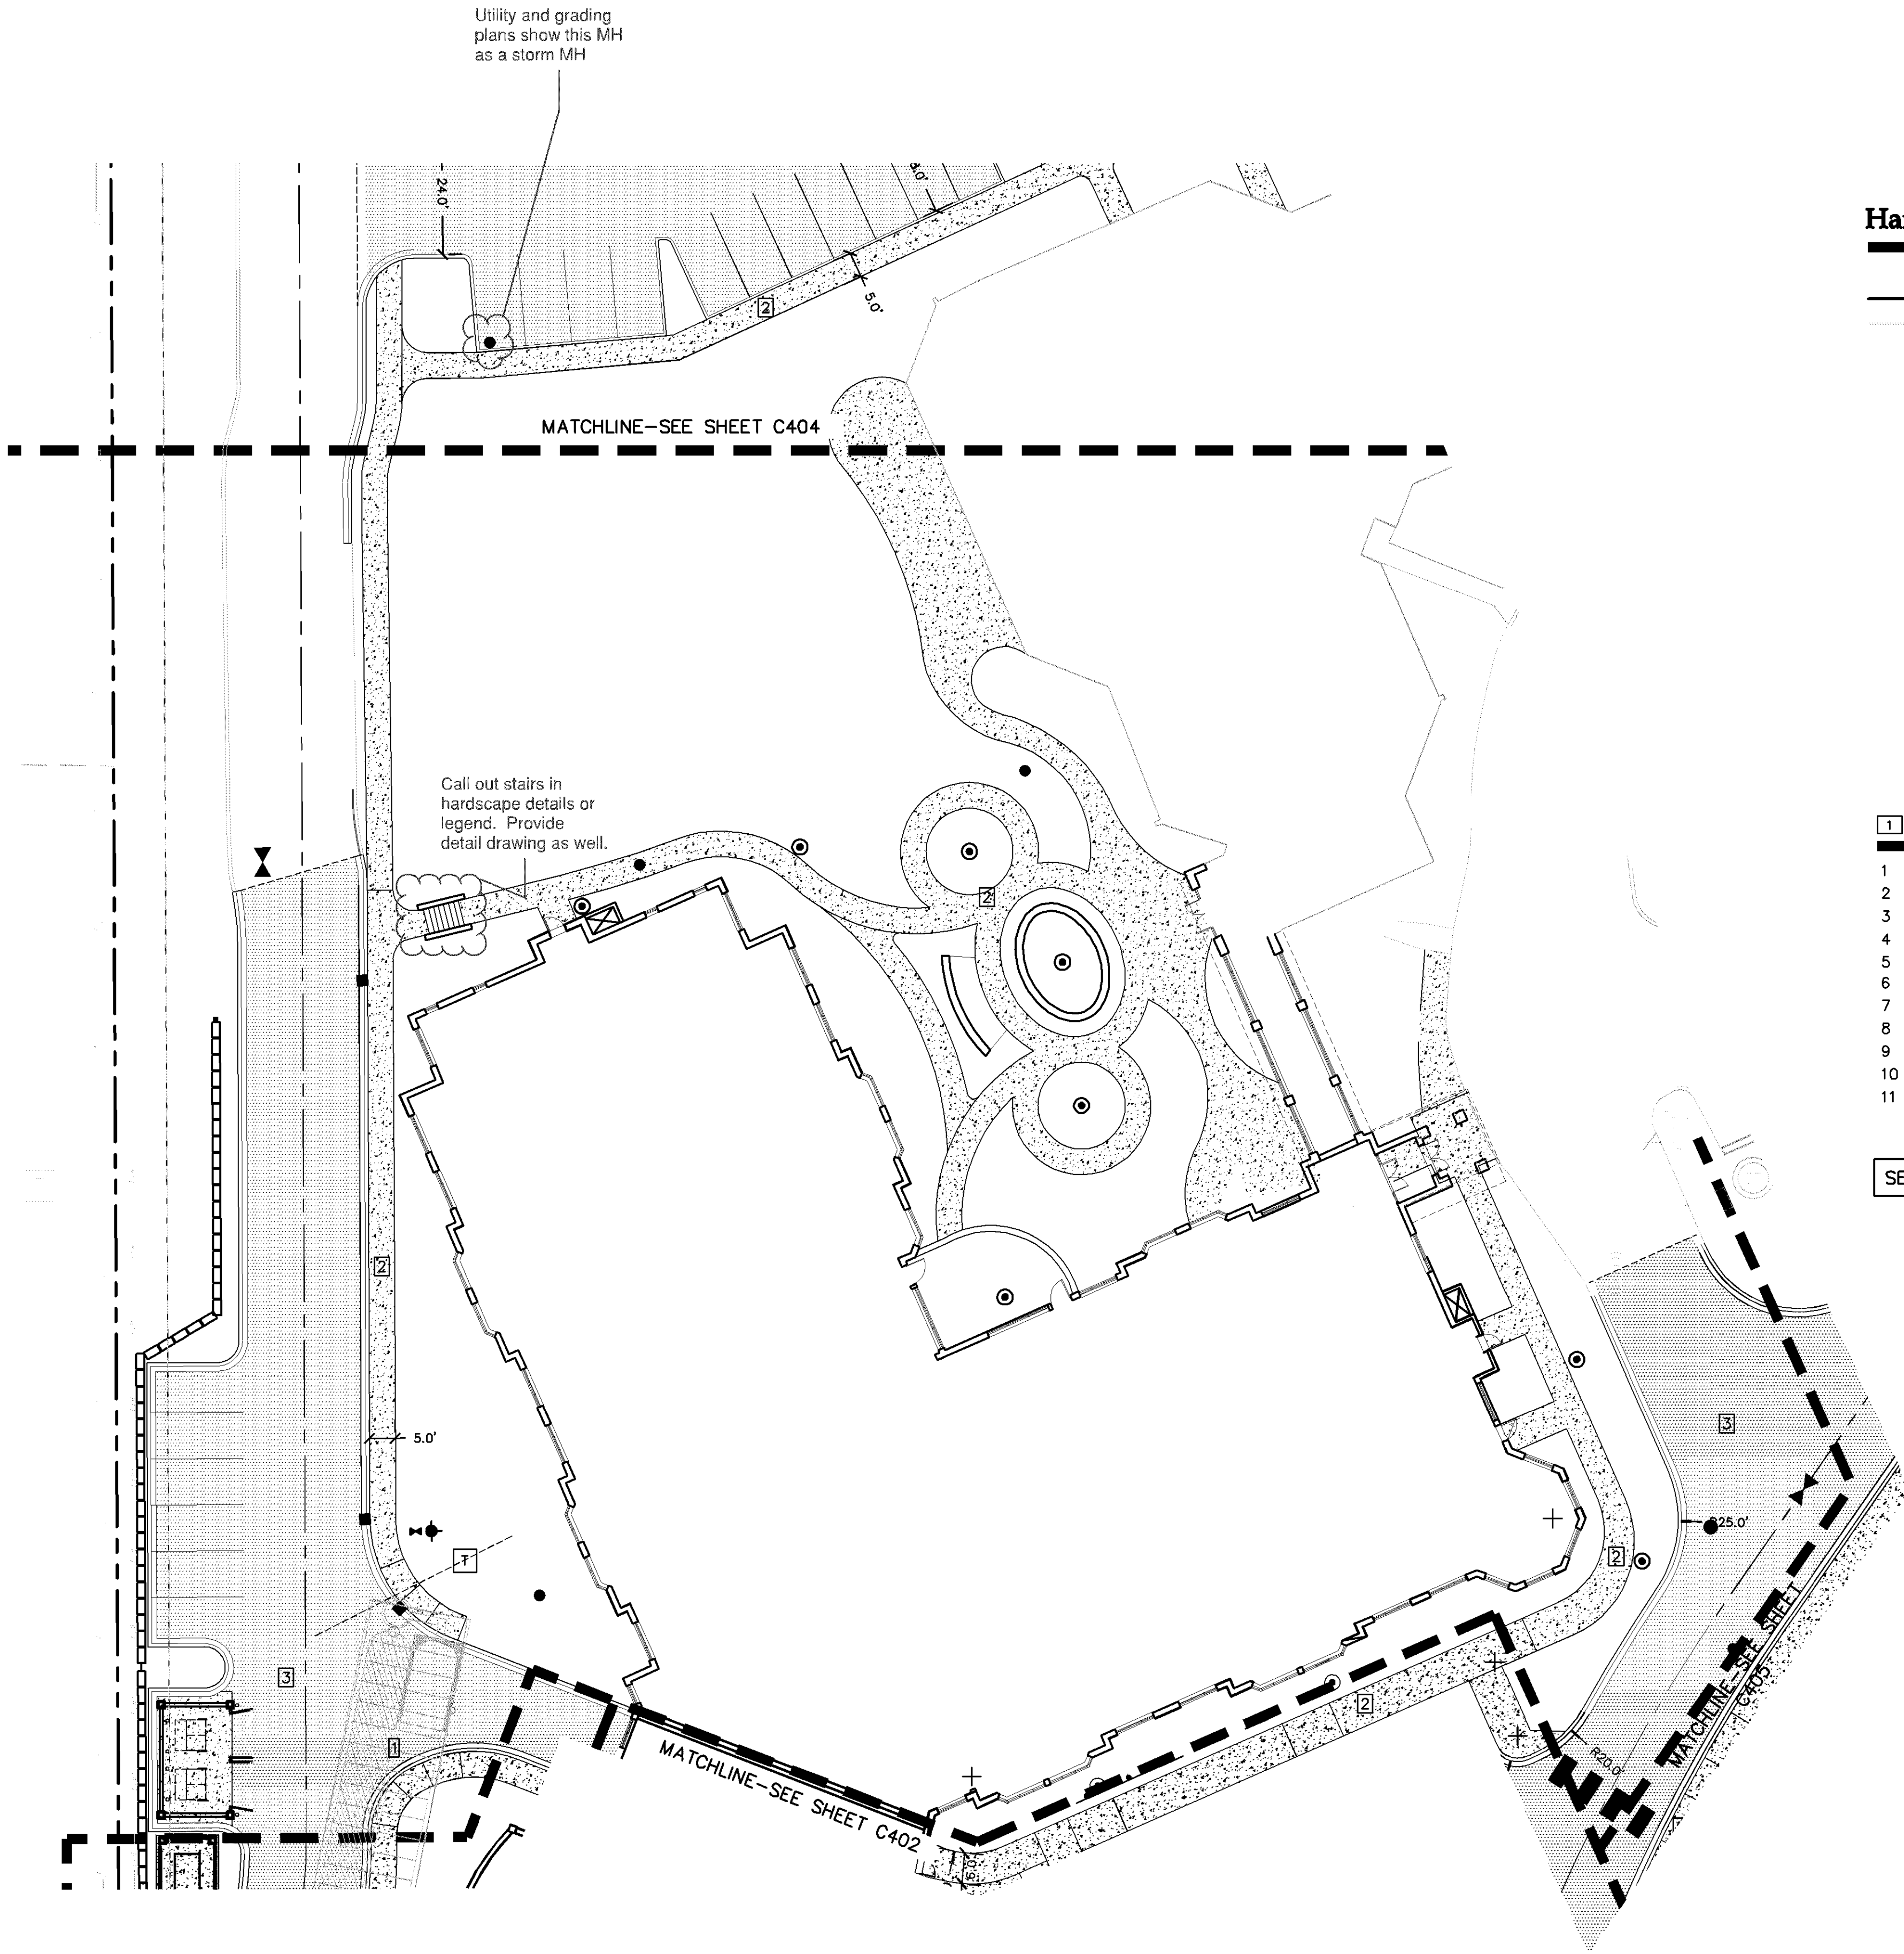 Utility and grading
plans show this MH
as a storm MH
24.0'
5.0'
2
MATCHLINE-SEE SHEET C404
Call out stairs in
hardscape details or
legend. Provide
detail drawing as well.
2
2
5.0'
T
3
1
MATCHLINE-SEE SHEET C402
6.0'
2
2
3
R25.0'
R20.0'
MATCHLINE-SEE SHEET
C405
1
1
2
3
4
5
6
7
8
9
10
11